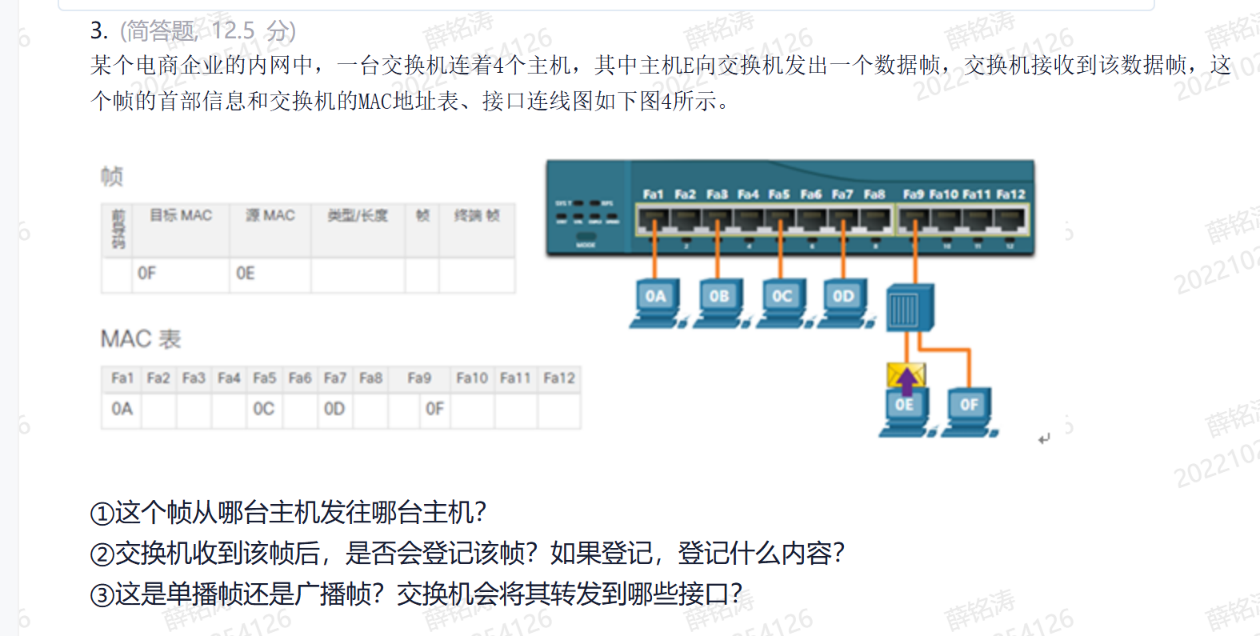 3. (简答题, 12.5 分)
某个电商企业的内网中，一台交换机连着4个主机，其中主机E向交换机发出一个数据帧，交换机接收到该数据帧，这
个帧的首部信息和交换机的MAC地址表、接口连线图如下图4所示。
帧
前导码 目标 MAC 源 MAC 类型/长度 帧 终端 帧
0F 0E
MAC 表
Fa1 Fa2 Fa3 Fa4 Fa5 Fa6 Fa7 Fa8 Fa9 Fa10 Fa11 Fa12
0A 0C 0D 0F
Fa1 Fa2 Fa3 Fa4 Fa5 Fa6 Fa7 Fa8 Fa9 Fa10 Fa11 Fa12
MODE
0A 0B 0C 0D
0E 0F
①这个帧从哪台主机发往哪台主机？
②交换机收到该帧后，是否会登记该帧？如果登记，登记什么内容？
③这是单播帧还是广播帧？交换机会将其转发到哪些接口？
薛铭涛